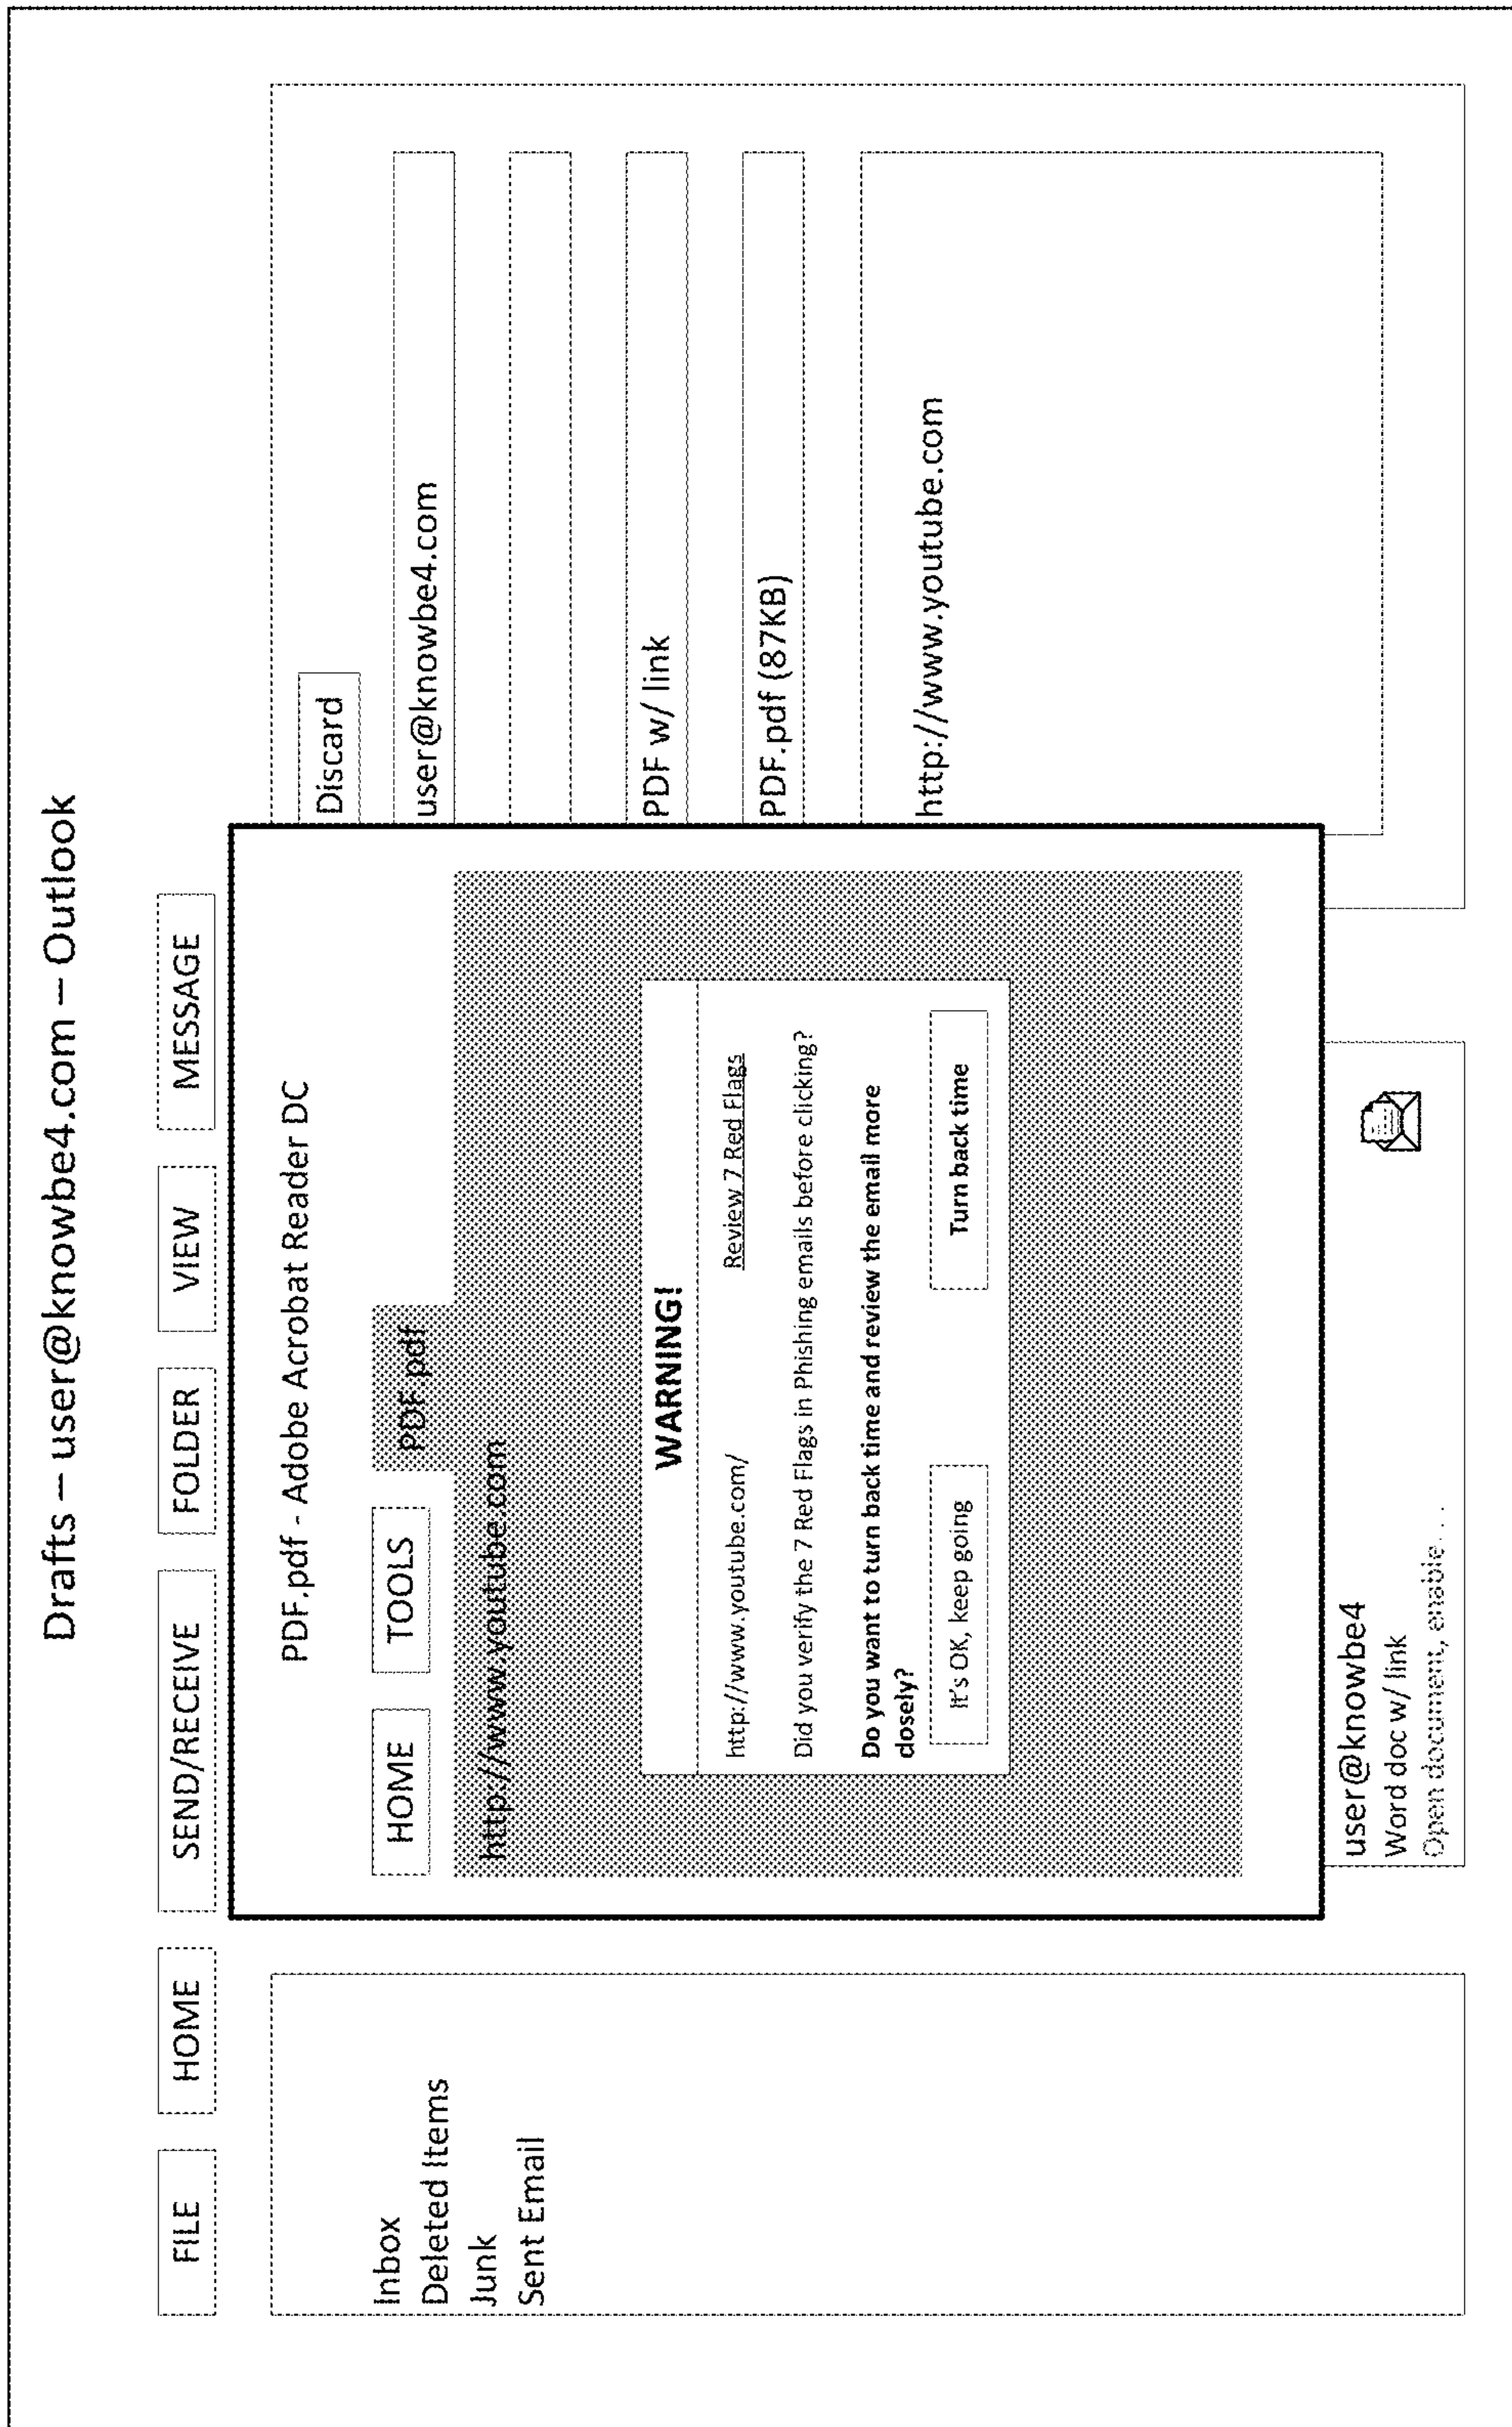 Drafts – user@knowbe4.com – Outlook
FILE
HOME
SEND/RECEIVE
FOLDER
VIEW
MESSAGE
Inbox
Deleted Items
Junk
Sent Email
PDF.pdf - Adobe Acrobat Reader DC
HOME
TOOLS
PDF.pdf
http://www.youtube.com
WARNING!
http://www.youtube.com/
Review 7 Red Flags
Did you verify the 7 Red Flags in Phishing emails before clicking?
Do you want to turn back time and review the email more
closely?
It's OK, keep going
Turn back time
user@knowbe4
Word doc w/ link
Open document, enable. . .
Discard
user@knowbe4.com
PDF w/ link
PDF.pdf (87KB)
http://www.youtube.com